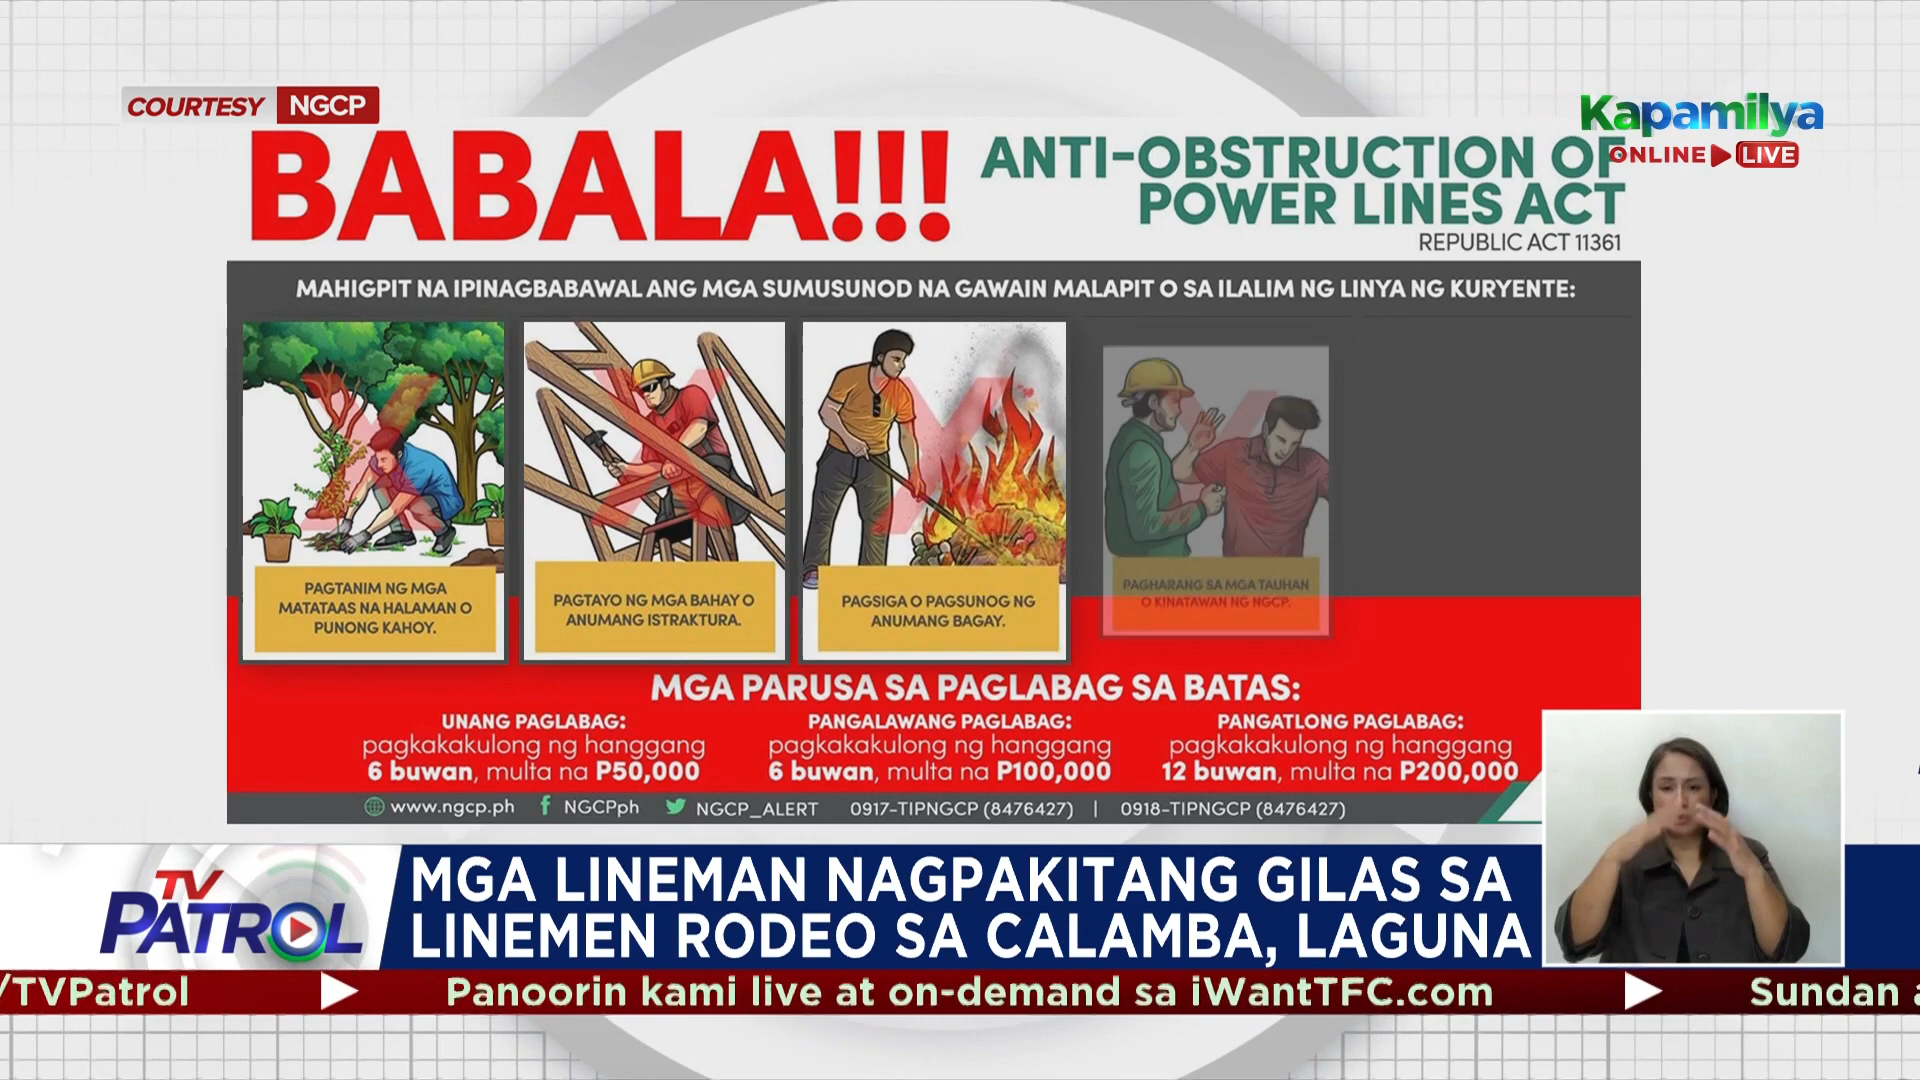 COURTESY NGCP
Kapamilya
ONLINE LIVE
BABALA!!!
ANTI-OBSTRUCTION OF
POWER LINES ACT
REPUBLIC ACT 11361
MAHIGPIT NA IPINAGBABAWAL ANG MGA SUMUSUNOD NA GAWAIN MALAPIT O SA ILALIM NG LINYA NG KURYENTE:
PAGTANIM NG MGA
MATATAAS NA HALAMAN O
PUNONG KAHOY.
PAGTAYO NG MGA BAHAY O
ANUMANG ISTRAKTURA.
PAGSIGA O PAGSUNOG NG
ANUMANG BAGAY.
PAGHARANG SA MGA TAUHAN
O KINATAWAN NG NGCP.
MGA PARUSA SA PAGLABAG SA BATAS:
UNANG PAGLABAG:
pagkakakulong ng hanggang
6 buwan, multa na P50,000
PANGALAWANG PAGLABAG:
pagkakakulong ng hanggang
6 buwan, multa na P100,000
PANGATLONG PAGLABAG:
pagkakakulong ng hanggang
12 buwan, multa na P200,000
www.ngcp.ph NGCPph NGCP_ALERT 0917-TIPNGCP (8476427) | 0918-TIPNGCP (8476427)
TV PATROL
MGA LINEMAN NAGPAKITANG GILAS SA
LINEMEN RODEO SA CALAMBA, LAGUNA
/TVPatrol Panoorin kami live at on-demand sa iWantTFC.com Sundan a